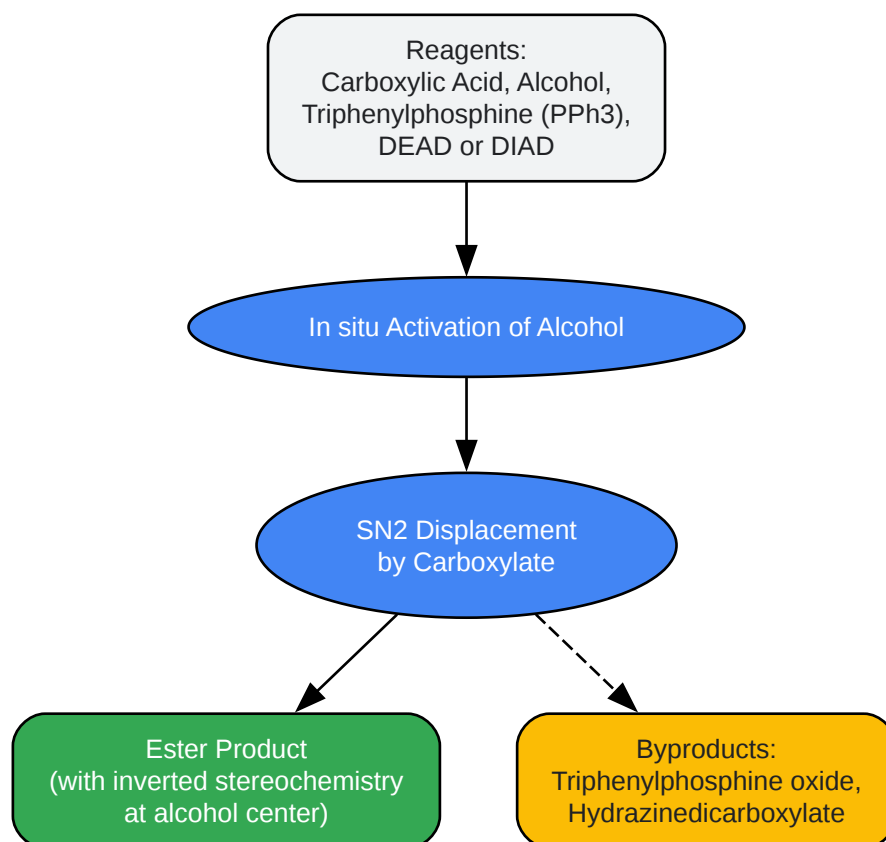 Reagents:
Carboxylic Acid, Alcohol,
Triphenylphosphine (PPh3),
DEAD or DIAD
In situ Activation of Alcohol
SN2 Displacement
by Carboxylate
Ester Product
(with inverted stereochemistry
at alcohol center)
Byproducts:
Triphenylphosphine oxide,
Hydrazinedicarboxylate